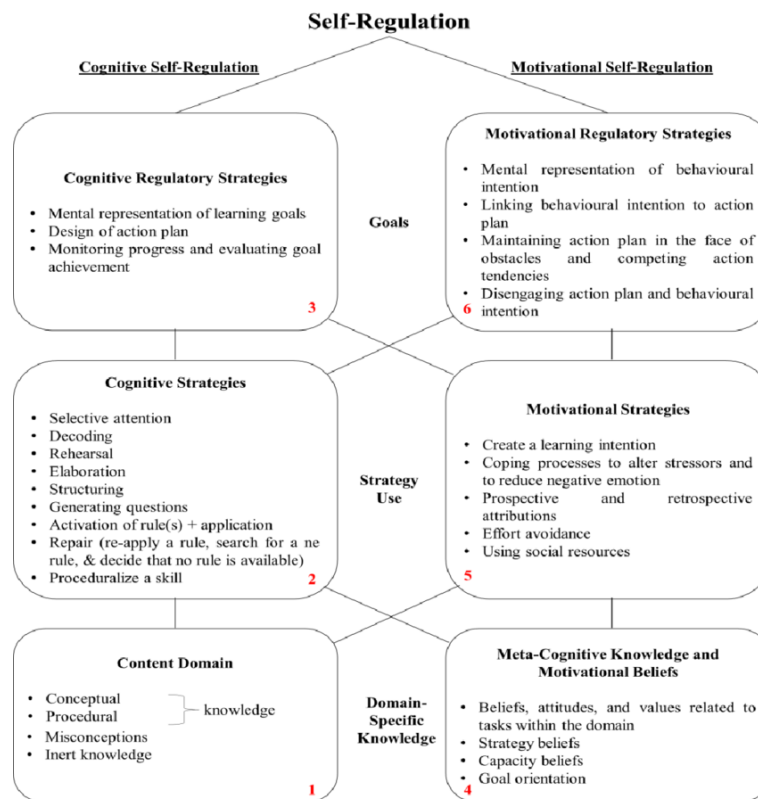 Self-Regulation
Cognitive Self-Regulation
Motivational Self-Regulation
Cognitive Regulatory Strategies
• Mental representation of learning goals
• Design of action plan
• Monitoring progress and evaluating goal
achievement
3
Goals
Motivational Regulatory Strategies
• Mental representation of behavioural
intention
• Linking behavioural intention to action
plan
• Maintaining action plan in the face of
obstacles and competing action
tendencies
• Disengaging action plan and behavioural
intention
6
Cognitive Strategies
• Selective attention
• Decoding
• Rehearsal
• Elaboration
• Structuring
• Generating questions
• Activation of rule(s) + application
• Repair (re-apply a rule, search for a ne
rule, & decide that no rule is available)
• Proceduralize a skill
2
Strategy
Use
Motivational Strategies
• Create a learning intention
• Coping processes to alter stressors and
to reduce negative emotion
• Prospective and retrospective
attributions
• Effort avoidance
• Using social resources
5
Content Domain
• Conceptual
• Procedural
knowledge
• Misconceptions
• Inert knowledge
1
Domain-
Specific
Knowledge
Meta-Cognitive Knowledge and
Motivational Beliefs
• Beliefs, attitudes, and values related to
tasks within the domain
• Strategy beliefs
• Capacity beliefs
• Goal orientation
4